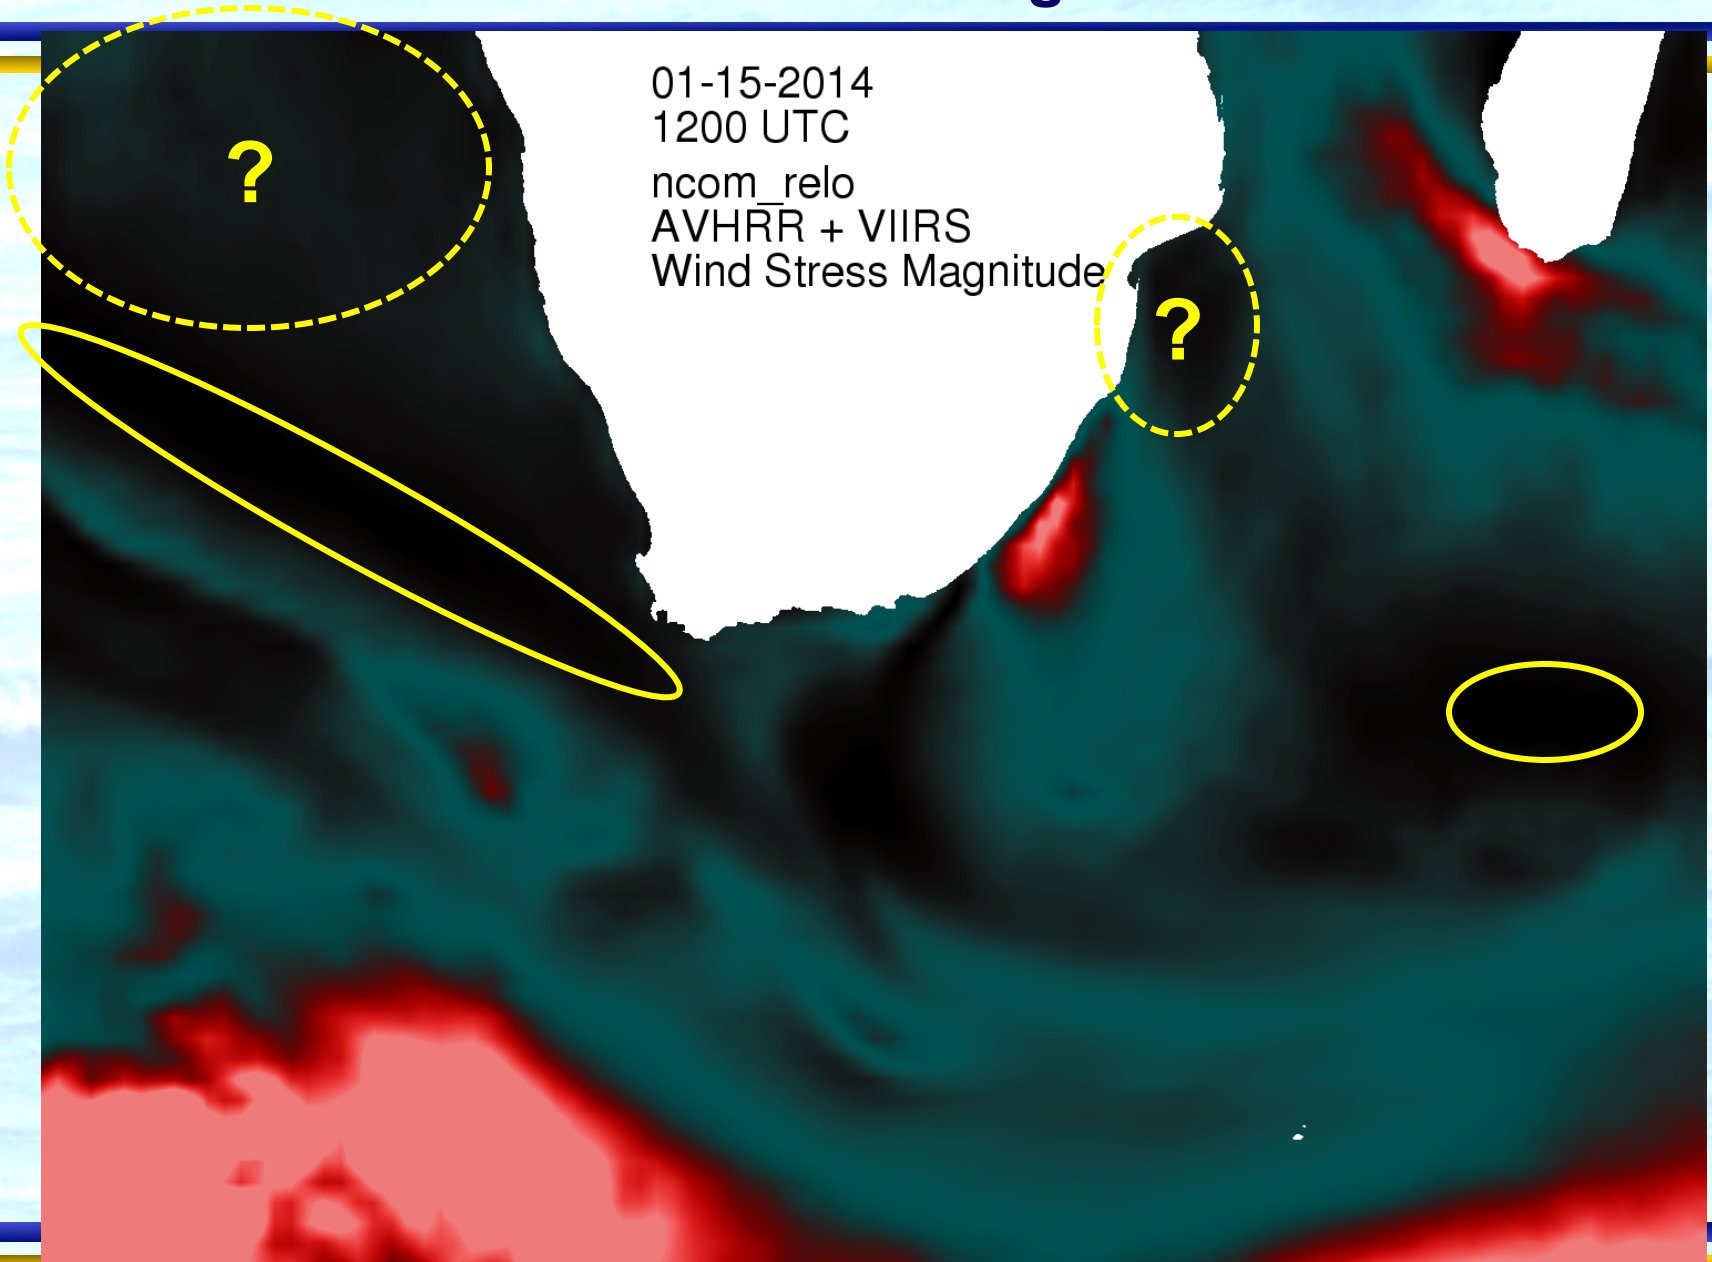 01-15-2014
1200 UTC
ncom_relo
AVHRR + VIIRS
Wind Stress Magnitude
?
?